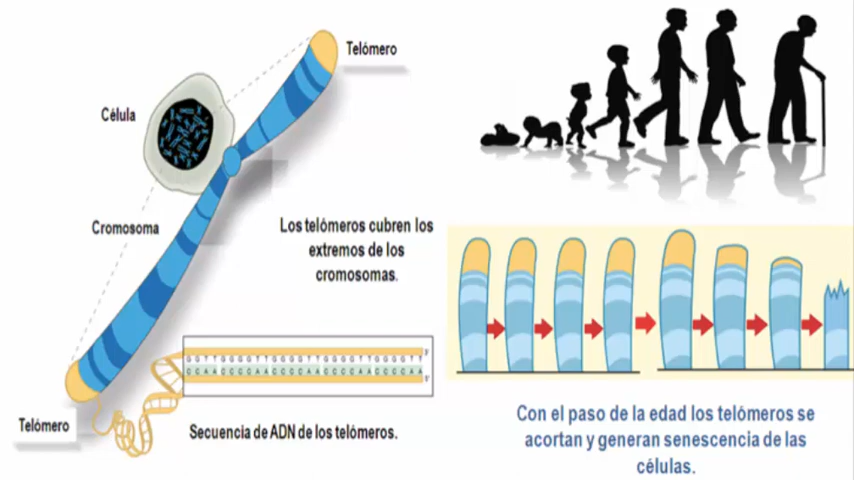 Telómero
Célula
Cromosoma
Los telómeros cubren los
extremos de los
cromosomas.
Telómero
Secuencia de ADN de los telómeros.
Con el paso de la edad los telómeros se
acortan y generan senescencia de las
células.